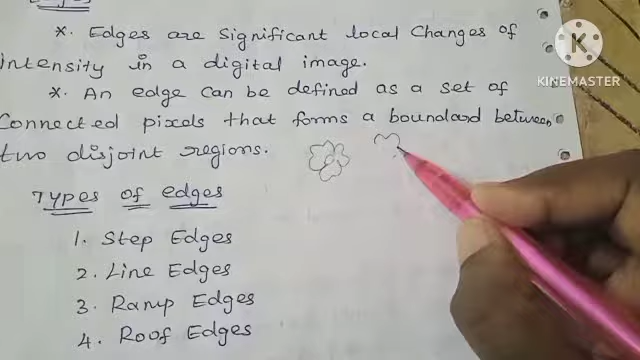 *. Edges are Significant local Changes of
intensity in a digital image.
*. An edge can be defined as a set of
Connected pixels that forms a boundard between
two disjoint regions.
Types of edges
1. Step Edges
2. Line Edges
3. Ramp Edges
4. Roof Edges
K
KINEMASTER